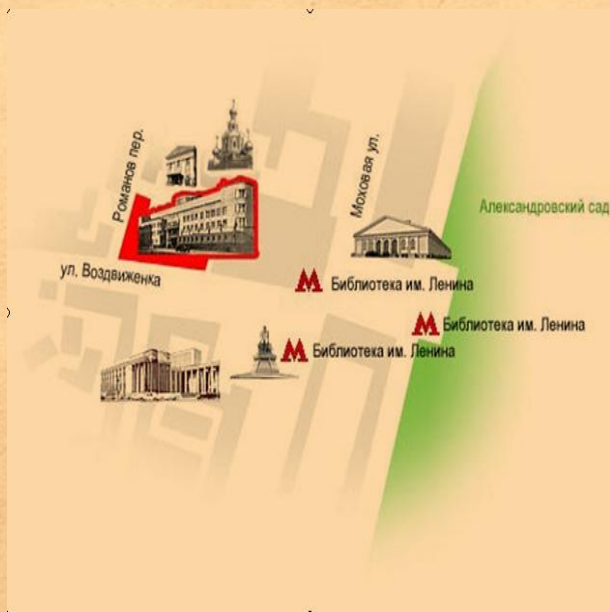 Романов пер.
Моховая ул.
Александровский сад
ул. Воздвиженка
Библиотека им. Ленина
Библиотека им. Ленина
Библиотека им. Ленина